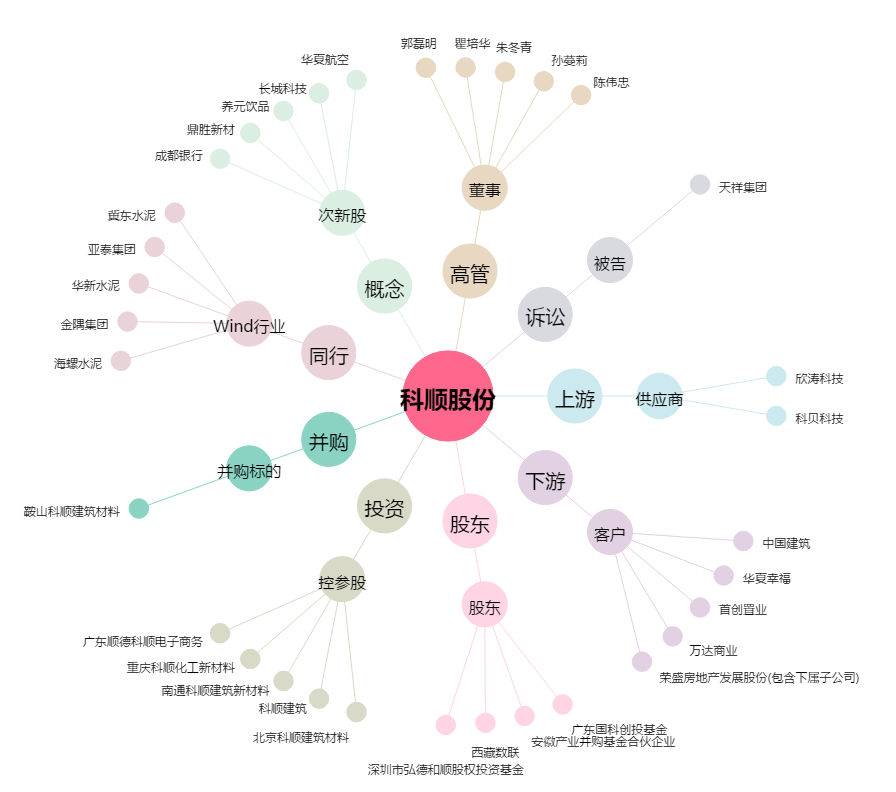 郭磊明
瞿培华
朱冬青
孙蓉莉
陈伟忠
董事
高管
华夏航空
长城科技
养元饮品
鼎胜新材
成都银行
次新股
概念
天祥集团
被告
诉讼
冀东水泥
亚泰集团
华新水泥
金隅集团
海螺水泥
Wind行业
同行
科顺股份
上游
供应商
欣涛科技
科贝科技
并购
并购标的
鞍山科顺建筑材料
下游
客户
中国建筑
华夏幸福
首创置业
万达商业
荣盛房地产发展股份(包含下属子公司)
投资
控参股
广东顺德科顺电子商务
重庆科顺化工新材料
南通科顺建筑新材料
科顺建筑
北京科顺建筑材料
股东
股东
广东国科创投基金
安徽产业并购基金合伙企业
西藏数联
深圳市弘德和顺股权投资基金